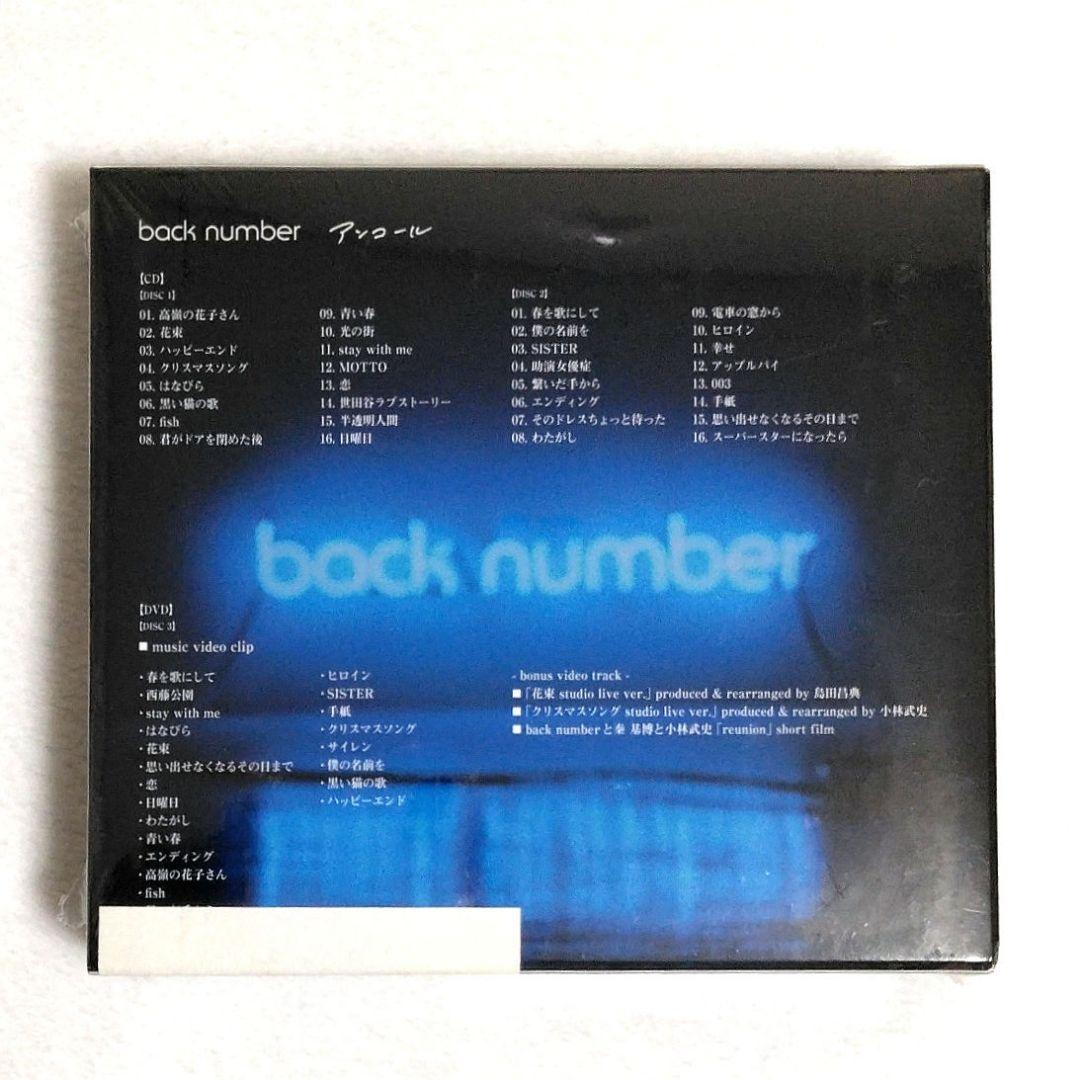 back number アンコール
【CD】
【DISC 1】
01. 高嶺の花子さん
02. 花束
03. ハッピーエンド
04. クリスマスソング
05. はなびら
06. 黒い猫の歌
07. fish
08. 君がドアを閉めた後
09. 青い春
10. 光の街
11. stay with me
12. MOTTO
13. 恋
14. 世田谷ラブストーリー
15. 半透明人間
16. 日曜日
【DISC 2】
01. 春を歌にして
02. 僕の名前を
03. SISTER
04. 助演女優症
05. 繋いだ手から
06. エンディング
07. そのドレスちょっと待った
08. わたがし
09. 電車の窓から
10. ヒロイン
11. 幸せ
12. アップルパイ
13. 003
14. 手紙
15. 思い出せなくなるその日まで
16. スーパースターになったら
back number
【DVD】
【DISC 3】
■ music video clip
・春を歌にして
・西藤公園
・stay with me
・はなびら
・花束
・思い出せなくなるその日まで
・恋
・日曜日
・わたがし
・青い春
・エンディング
・高嶺の花子さん
・fish
・ヒロイン
・SISTER
・手紙
・クリスマスソング
・サイレン
・僕の名前を
・黒い猫の歌
・ハッピーエンド
- bonus video track -
■「花束 studio live ver.」produced & rearranged by 島田昌典
■「クリスマスソング studio live ver.」produced & rearranged by 小林武史
■ back numberと秦 基博と小林武史「reunion」short film